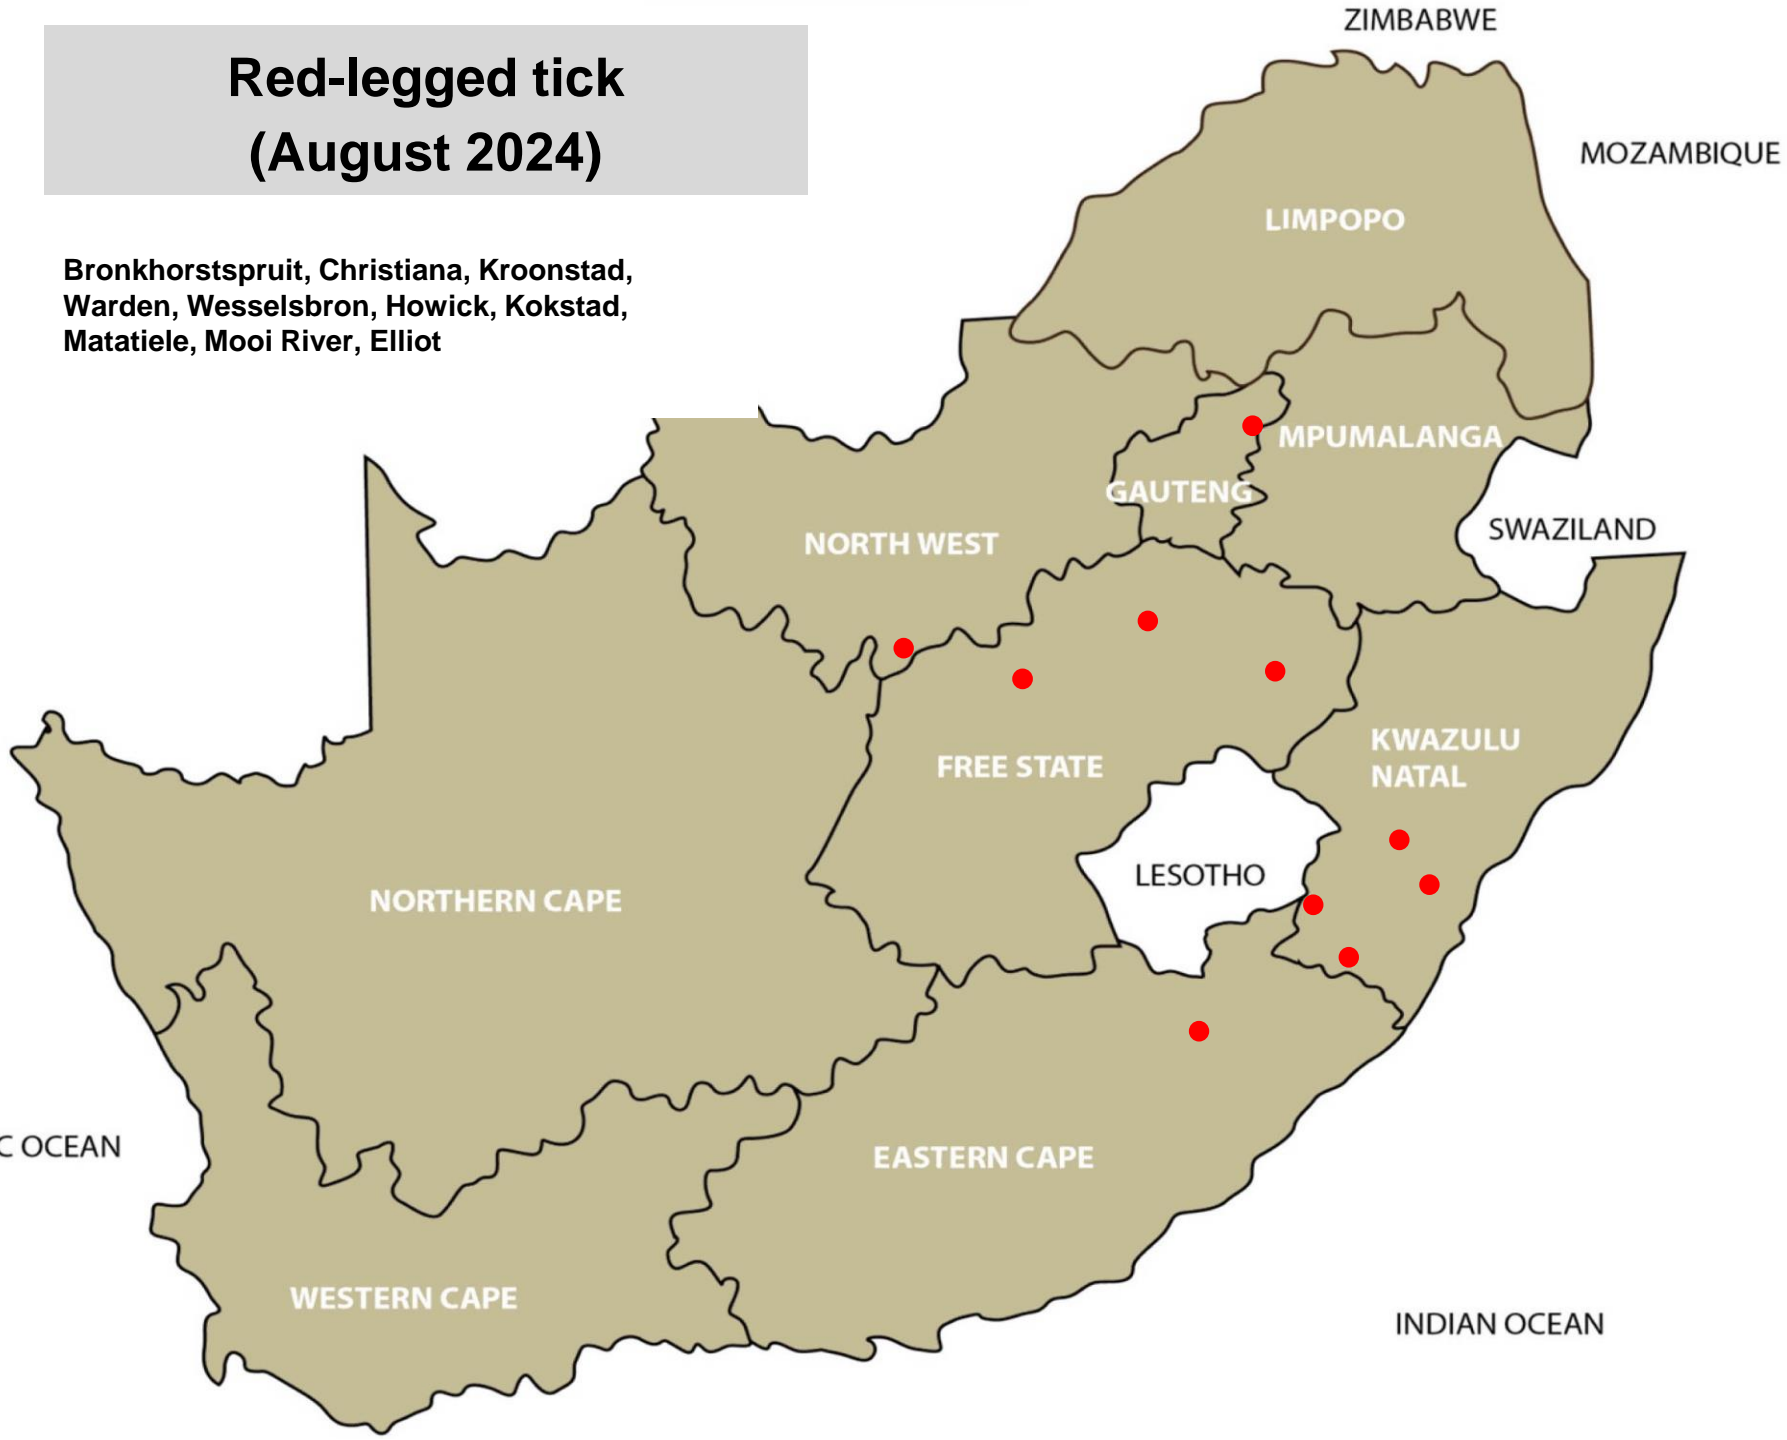 Red-legged tick
(August 2024)
Bronkhorstspruit, Christiana, Kroonstad,
Warden, Wesselsbron, Howick, Kokstad,
Matatiele, Mooi River, Elliot
ZIMBABWE
MOZAMBIQUE
LIMPOPO
MPUMALANGA
GAUTENG
NORTH WEST
SWAZILAND
KWAZULU
NATAL
FREE STATE
LESOTHO
NORTHERN CAPE
C OCEAN
EASTERN CAPE
WESTERN CAPE
INDIAN OCEAN